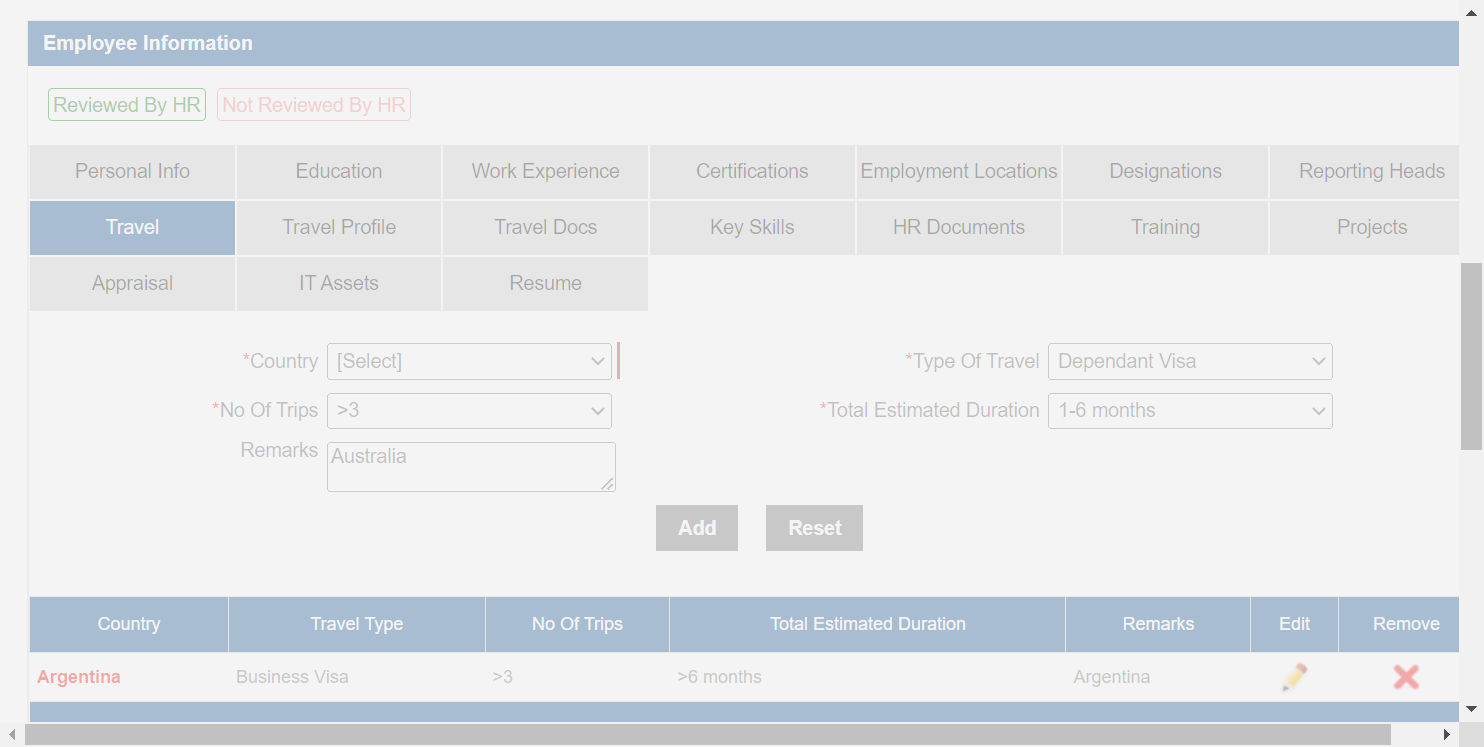 Employee Information
Reviewed By HR Not Reviewed By HR
Personal Info Education Work Experience Certifications Employment Locations Designations Reporting Heads
Travel Travel Profile Travel Docs Key Skills HR Documents Training Projects
Appraisal IT Assets Resume
*Country [Select] *Type Of Travel Dependant Visa
*No Of Trips >3 *Total Estimated Duration 1-6 months
Remarks Australia
Add Reset
Country Travel Type No Of Trips Total Estimated Duration Remarks Edit Remove
Argentina Business Visa >3 >6 months Argentina